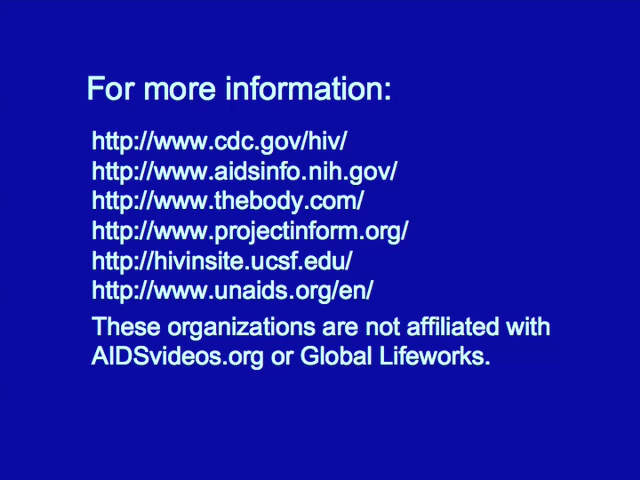 For more information:
http://www.cdc.gov/hiv/
http://www.aidsinfo.nih.gov/
http://www.thebody.com/
http://www.projectinform.org/
http://hivinsite.ucsf.edu/
http://www.unaids.org/en/
These organizations are not affiliated with
AIDSvideos.org or Global Lifeworks.